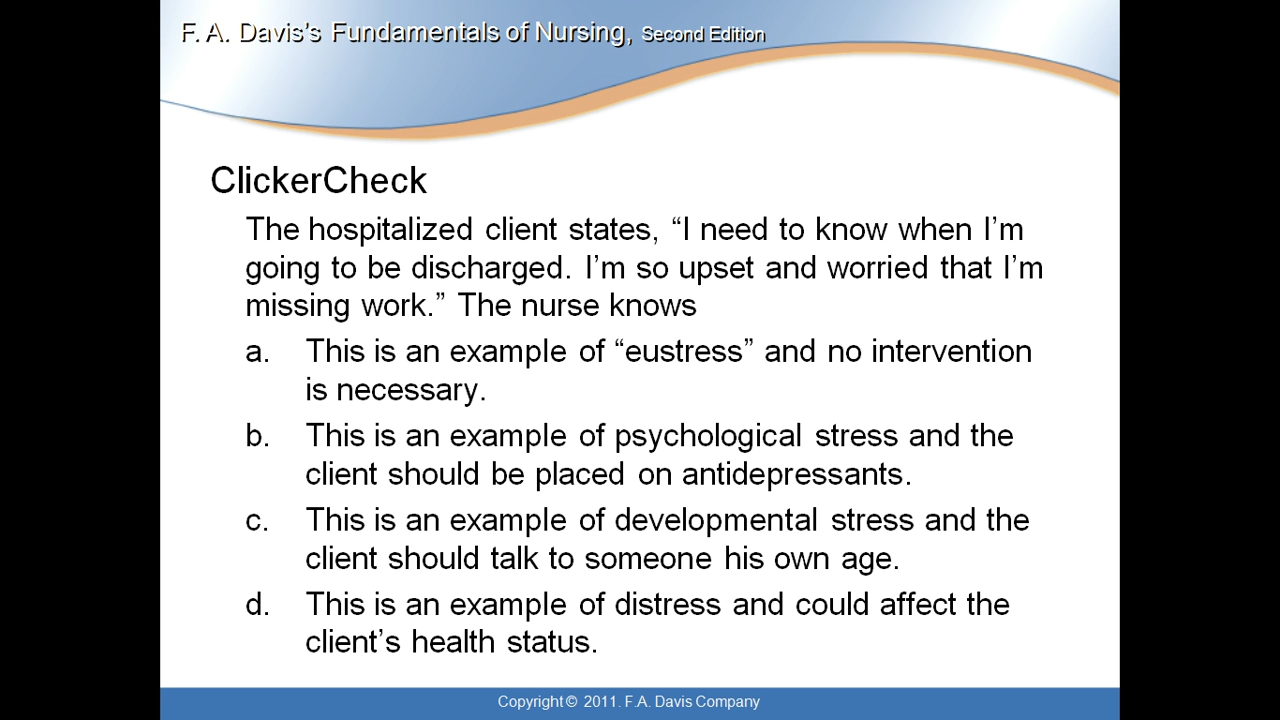 F. A. Davis's Fundamentals of Nursing, Second Edition
ClickerCheck
The hospitalized client states, “I need to know when I’m
going to be discharged. I’m so upset and worried that I’m
missing work.” The nurse knows
a. This is an example of “eustress” and no intervention
is necessary.
b. This is an example of psychological stress and the
client should be placed on antidepressants.
c. This is an example of developmental stress and the
client should talk to someone his own age.
d. This is an example of distress and could affect the
client’s health status.
Copyright © 2011. F.A. Davis Company